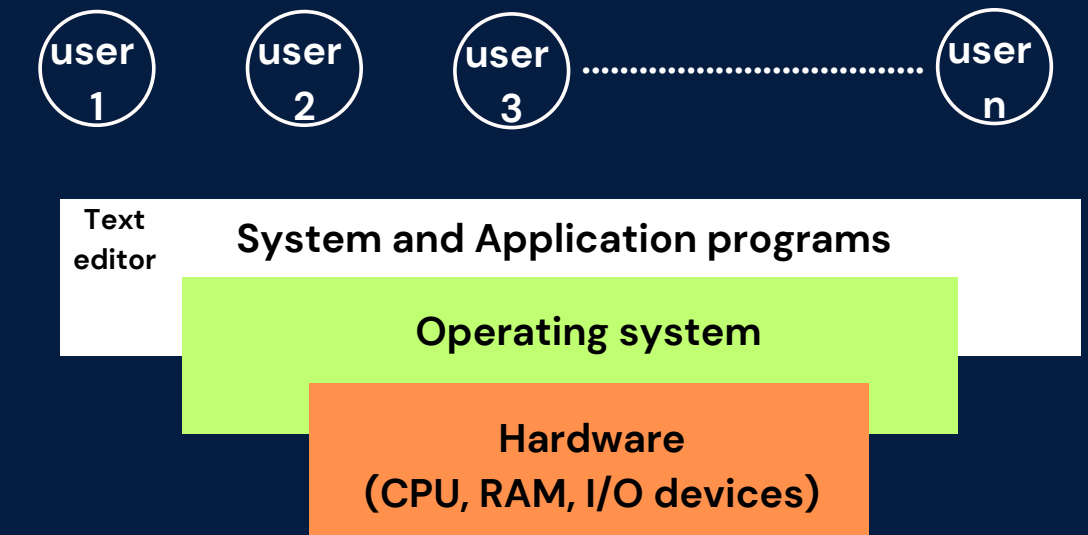 user
1
user
2
user
3
user
n
Text
editor
System and Application programs
Operating system
Hardware
(CPU, RAM, I/O devices)